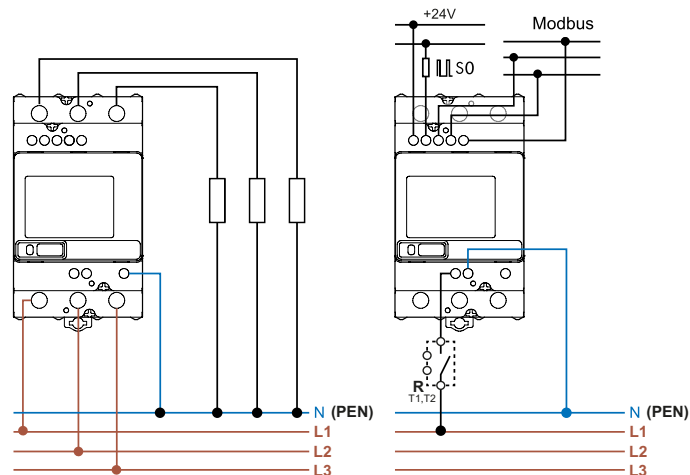 +24V
Modbus
S0
N (PEN)
L1
L2
L3
R
T1,T2
N (PEN)
L1
L2
L3